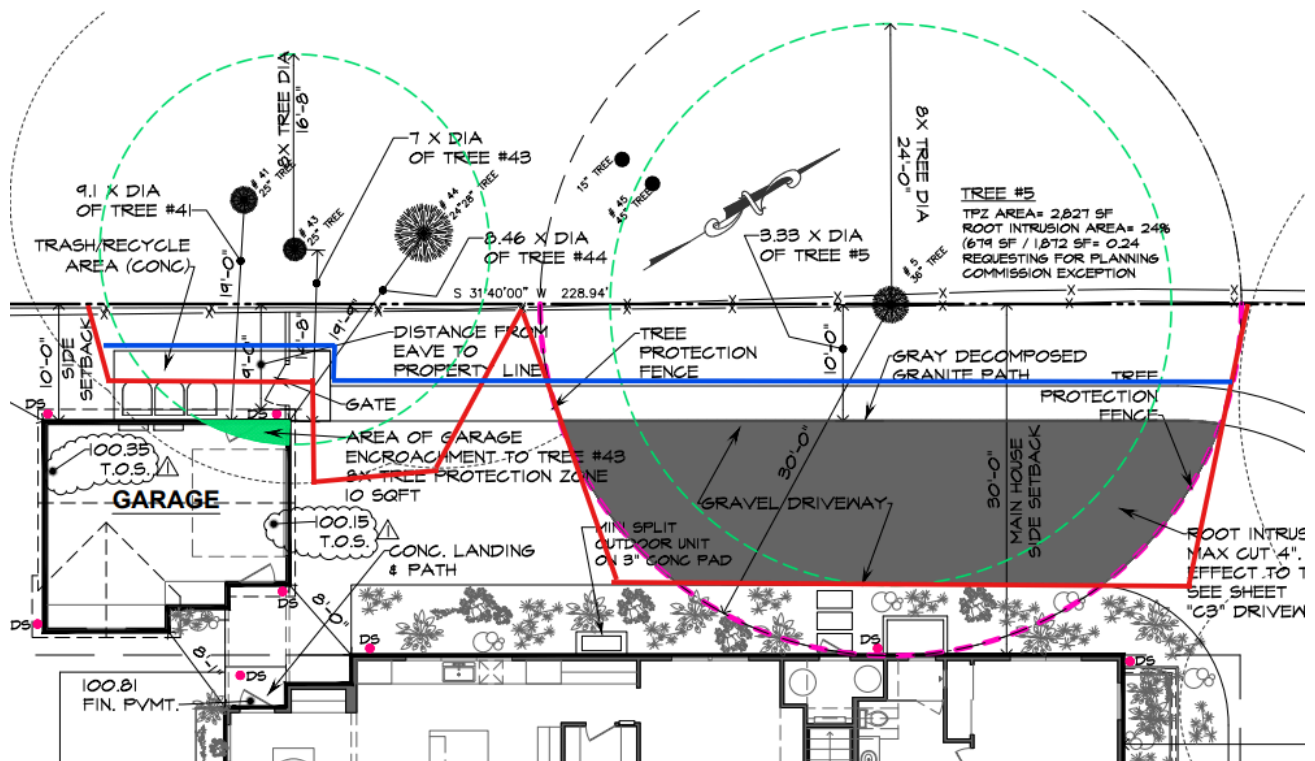 8X TREE DIA
16'-8"
7 X DIA
OF TREE #43
# 41
25" TREE
# 43
25" TREE
# 44
24"28" TREE
9.1 X DIA
OF TREE #41
TRASH/RECYCLE
AREA (CONC)
8.46 X DIA
OF TREE #44
19'-0"
19'-9"
9'-0"
10'-0"
SIDE
SETBACK
15" TREE
# 45
45" TREE
8X TREE DIA
24'-0"
3.33 X DIA
OF TREE #5
# 5
36" TREE
TREE #5
TPZ AREA= 2,827 SF
ROOT INTRUSION AREA= 24%
(679 SF / 1,872 SF= 0.24
REQUESTING FOR PLANNING
COMMISSION EXCEPTION
S 31°40'00" W 228.94'
X X X X X X X X X X
DISTANCE FROM
EAVE TO
PROPERTY LINE
TREE
PROTECTION
FENCE
10'-0"
GRAY DECOMPOSED
GRANITE PATH
TREE
PROTECTION
FENCE
GATE
DS
DS
AREA OF GARAGE
ENCROACHMENT TO TREE #43
8X TREE PROTECTION ZONE
10 SQFT
100.35
T.O.S.
1
GARAGE
100.15
T.O.S.
1
30'-0"
GRAVEL DRIVEWAY
30'-0"
MAIN HOUSE
SIDE SETBACK
MINI SPLIT
OUTDOOR UNIT
ON 3" CONC PAD
CONC. LANDING
& PATH
ROOT INTRUS
MAX CUT 4".
EFFECT TO T
SEE SHEET
"C3" DRIVEW
DS
DS
8'-0"
DS
DS
DS
DS
100.81
FIN. PVMT.